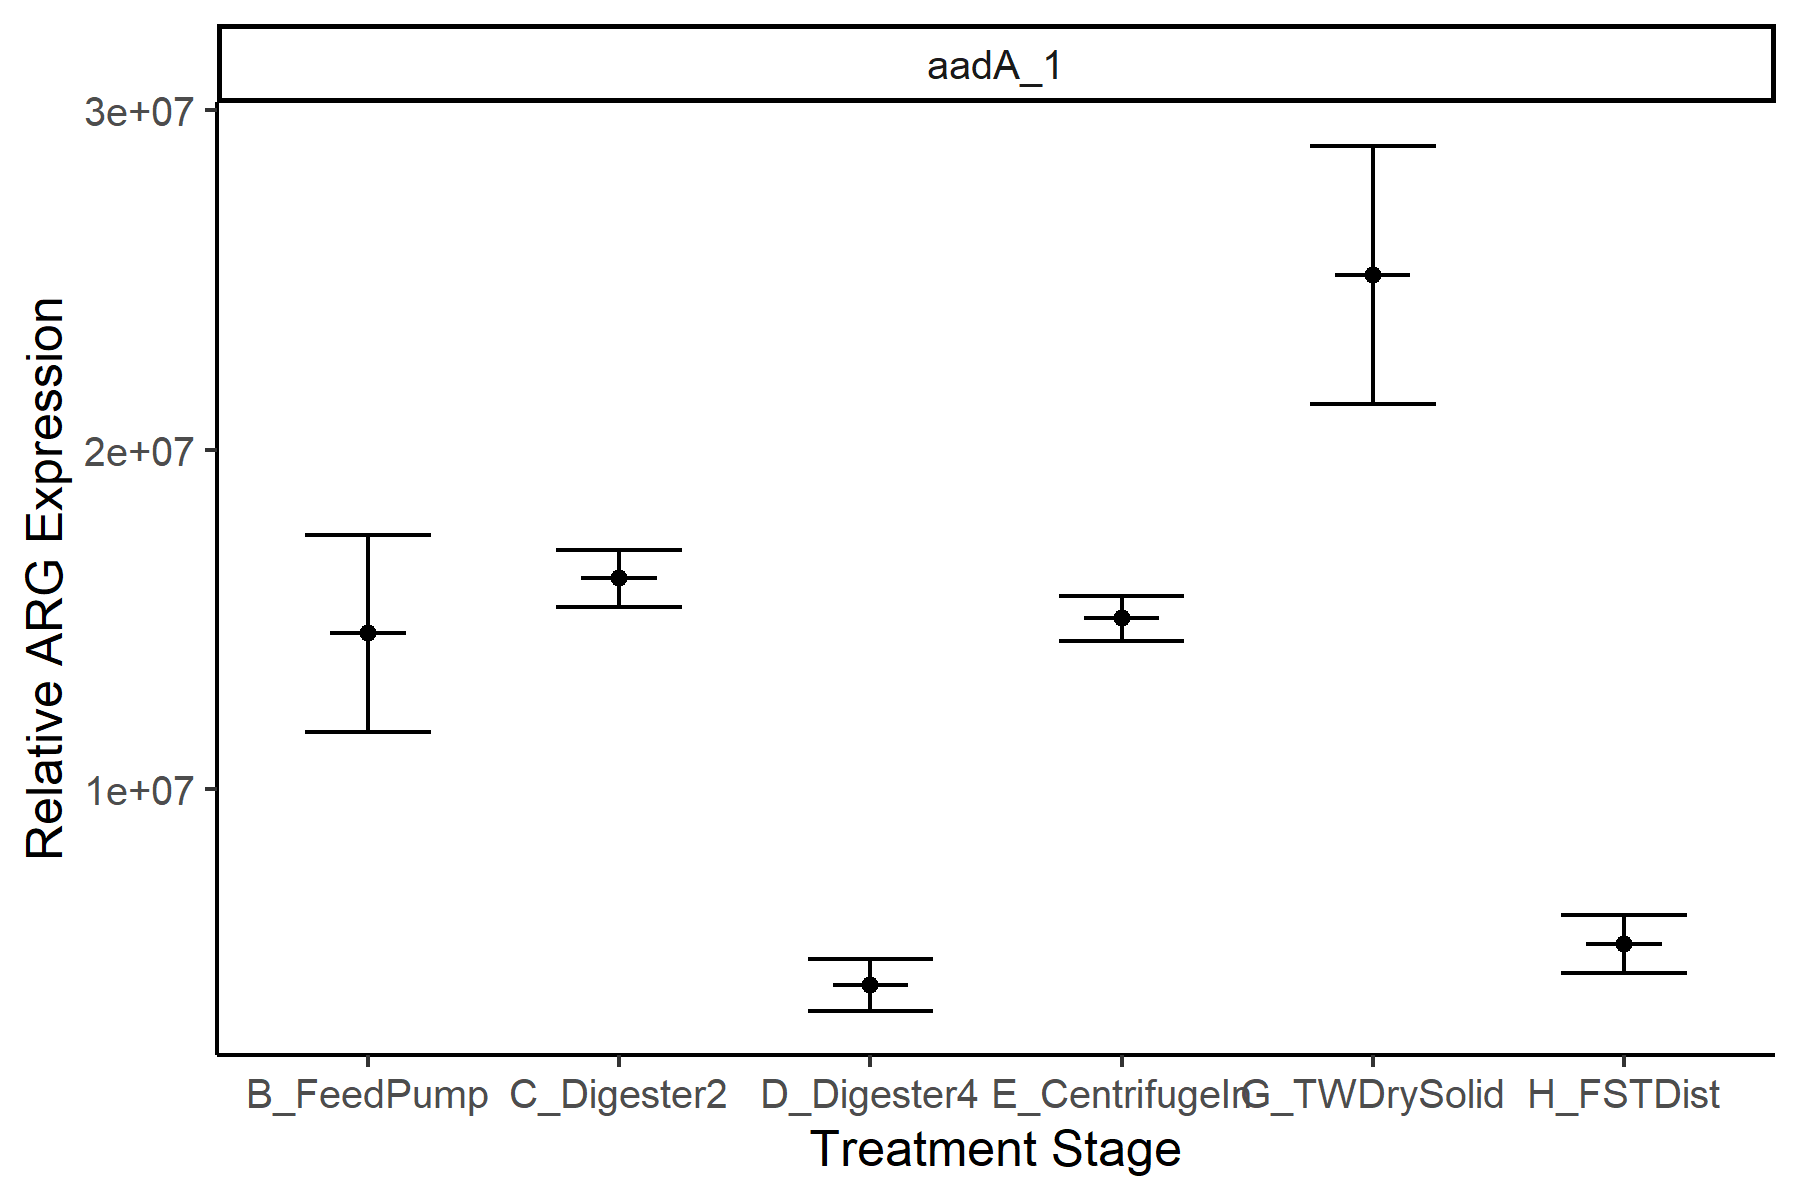 aadA_1
3e+07
2e+07
1e+07
Relative ARG Expression
B_FeedPump C_Digester2 D_Digester4 E_CentrifugeIn G_TWDrySolid H_FSTDist
Treatment Stage